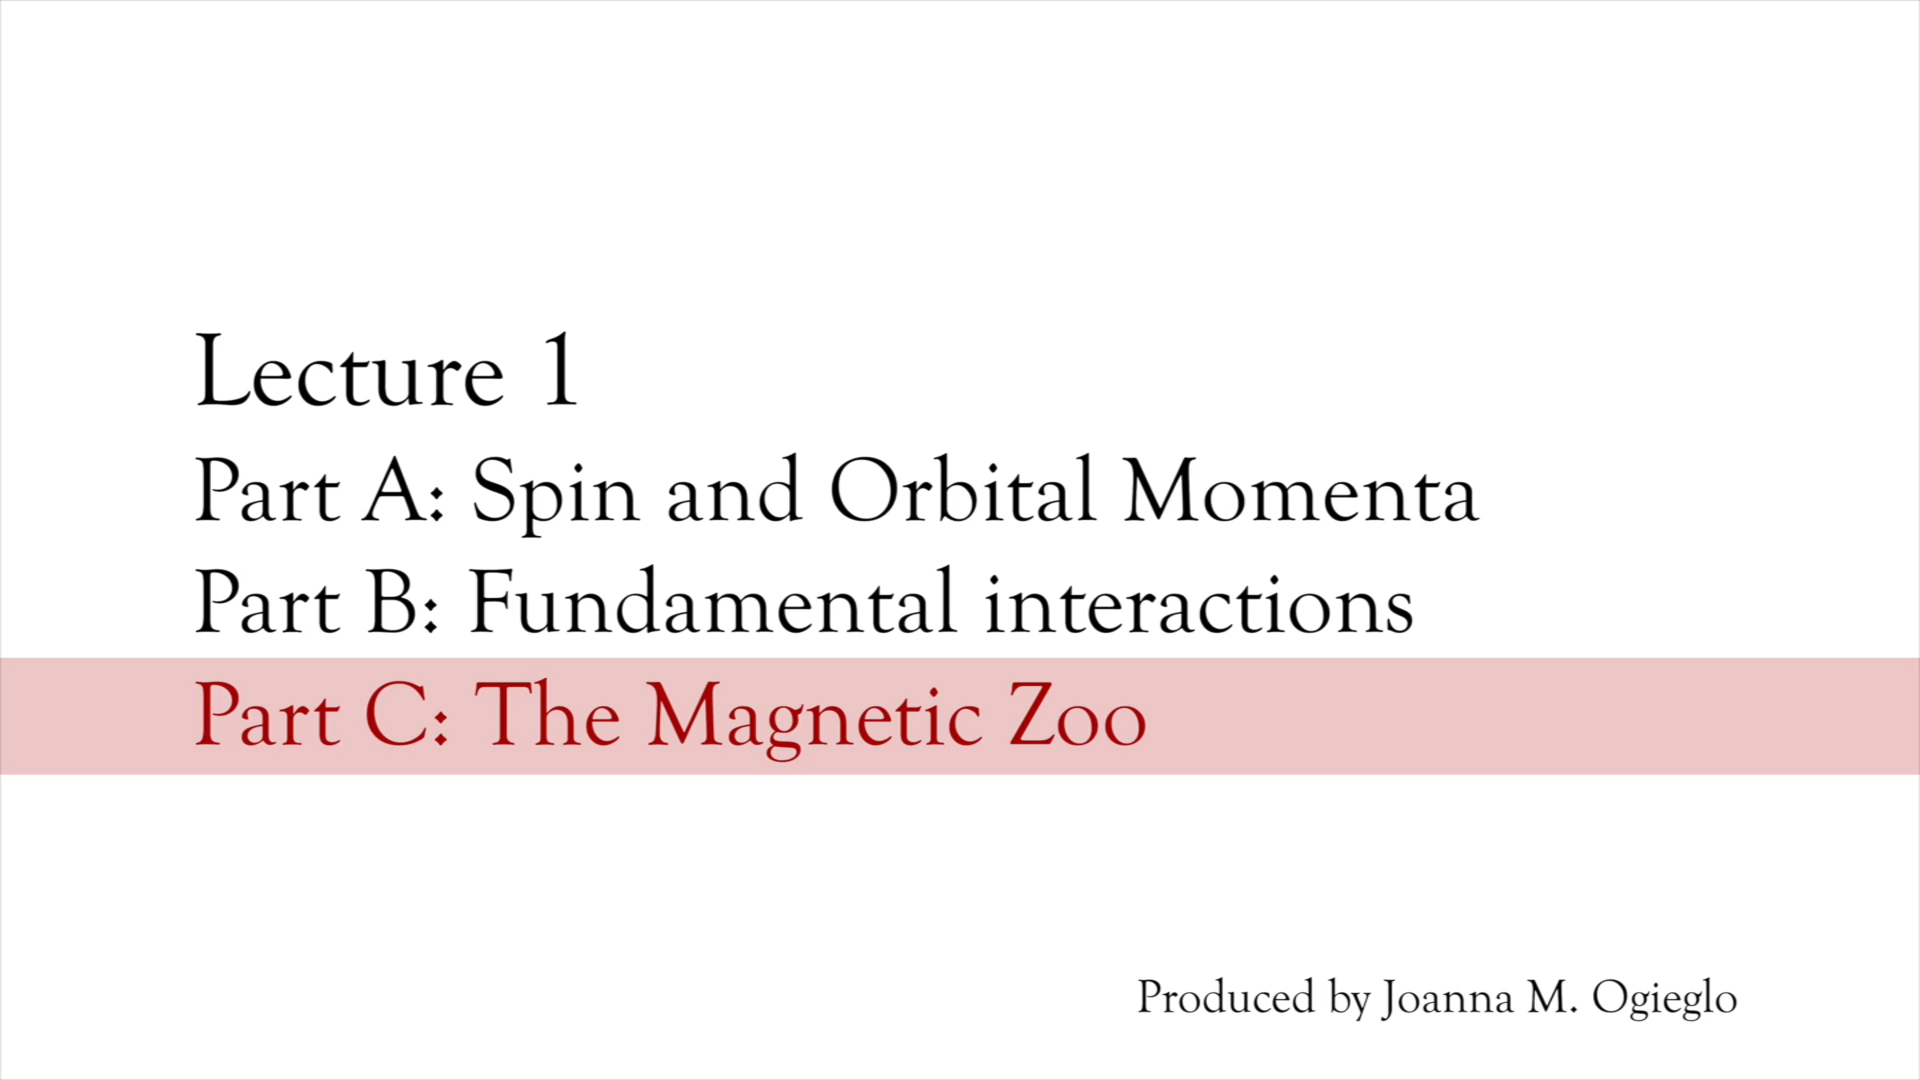 Lecture 1
Part A: Spin and Orbital Momenta
Part B: Fundamental interactions
Part C: The Magnetic Zoo
Produced by Joanna M. Ogieglo